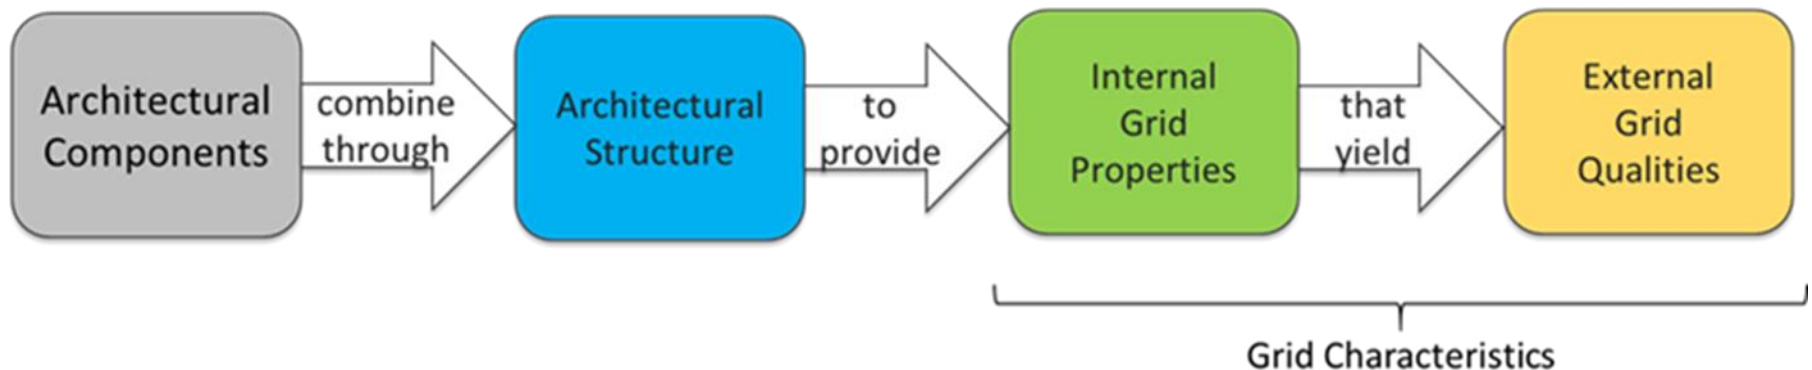 Architectural
Components
combine
through
Architectural
Structure
to
provide
Internal
Grid
Properties
that
yield
External
Grid
Qualities
Grid Characteristics